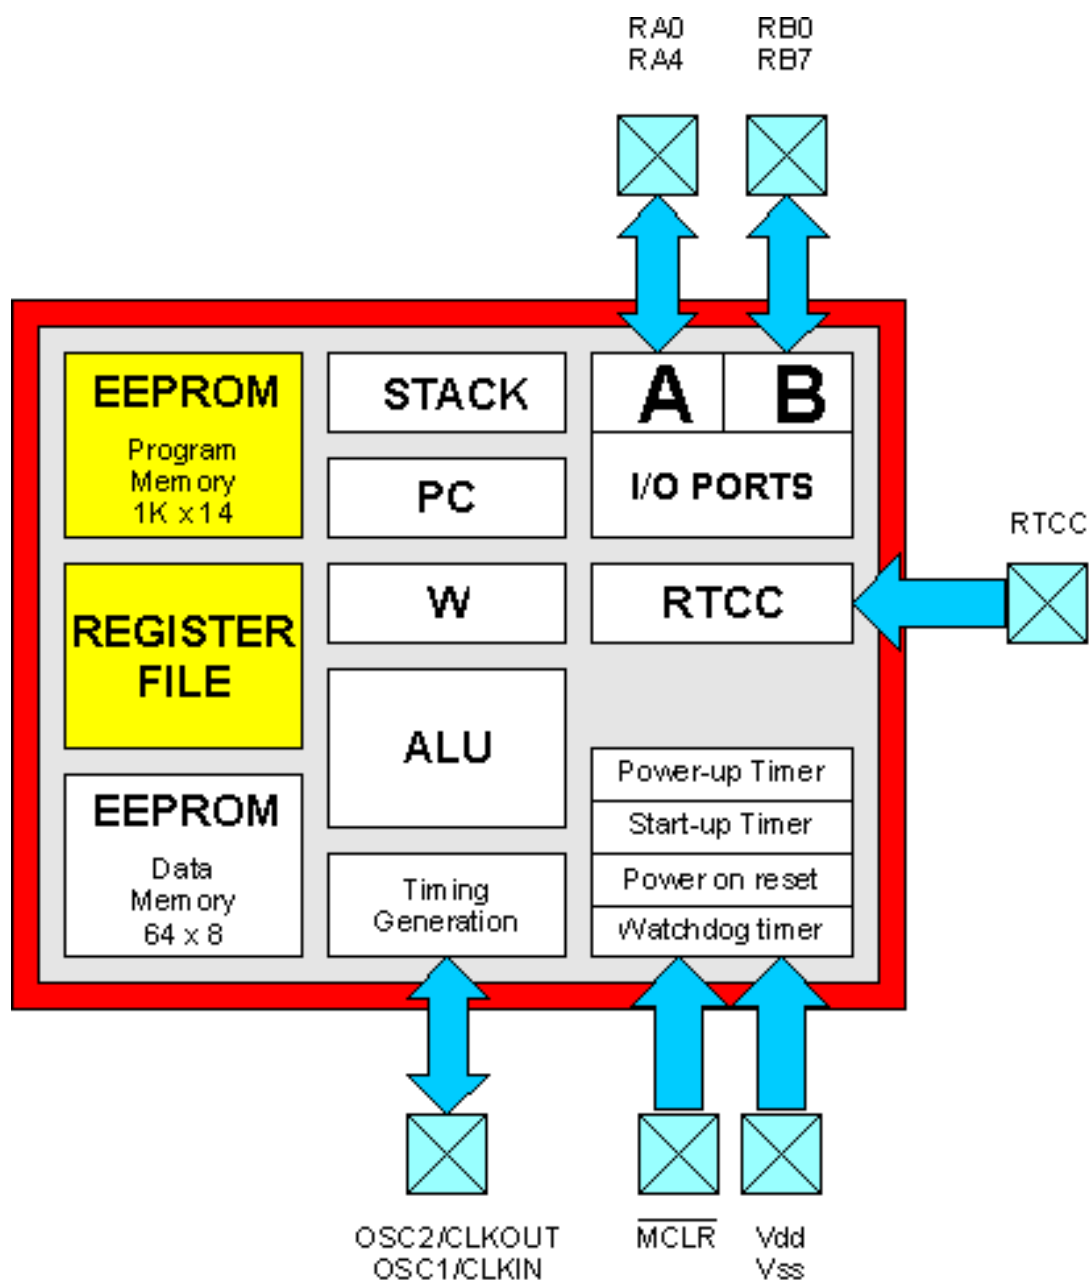 RA0
RA4
RB0
RB7
EEPROM
Program
Memory
1K x 14
STACK
A
B
I/O PORTS
PC
RTCC
REGISTER
FILE
W
RTCC
ALU
EEPROM
Data
Memory
64 x 8
Timing
Generation
Power-up Timer
Start-up Timer
Power on reset
Watchdog timer
OSC2/CLKOUT
OSC1/CLKIN
MCLR
Vdd
Vss